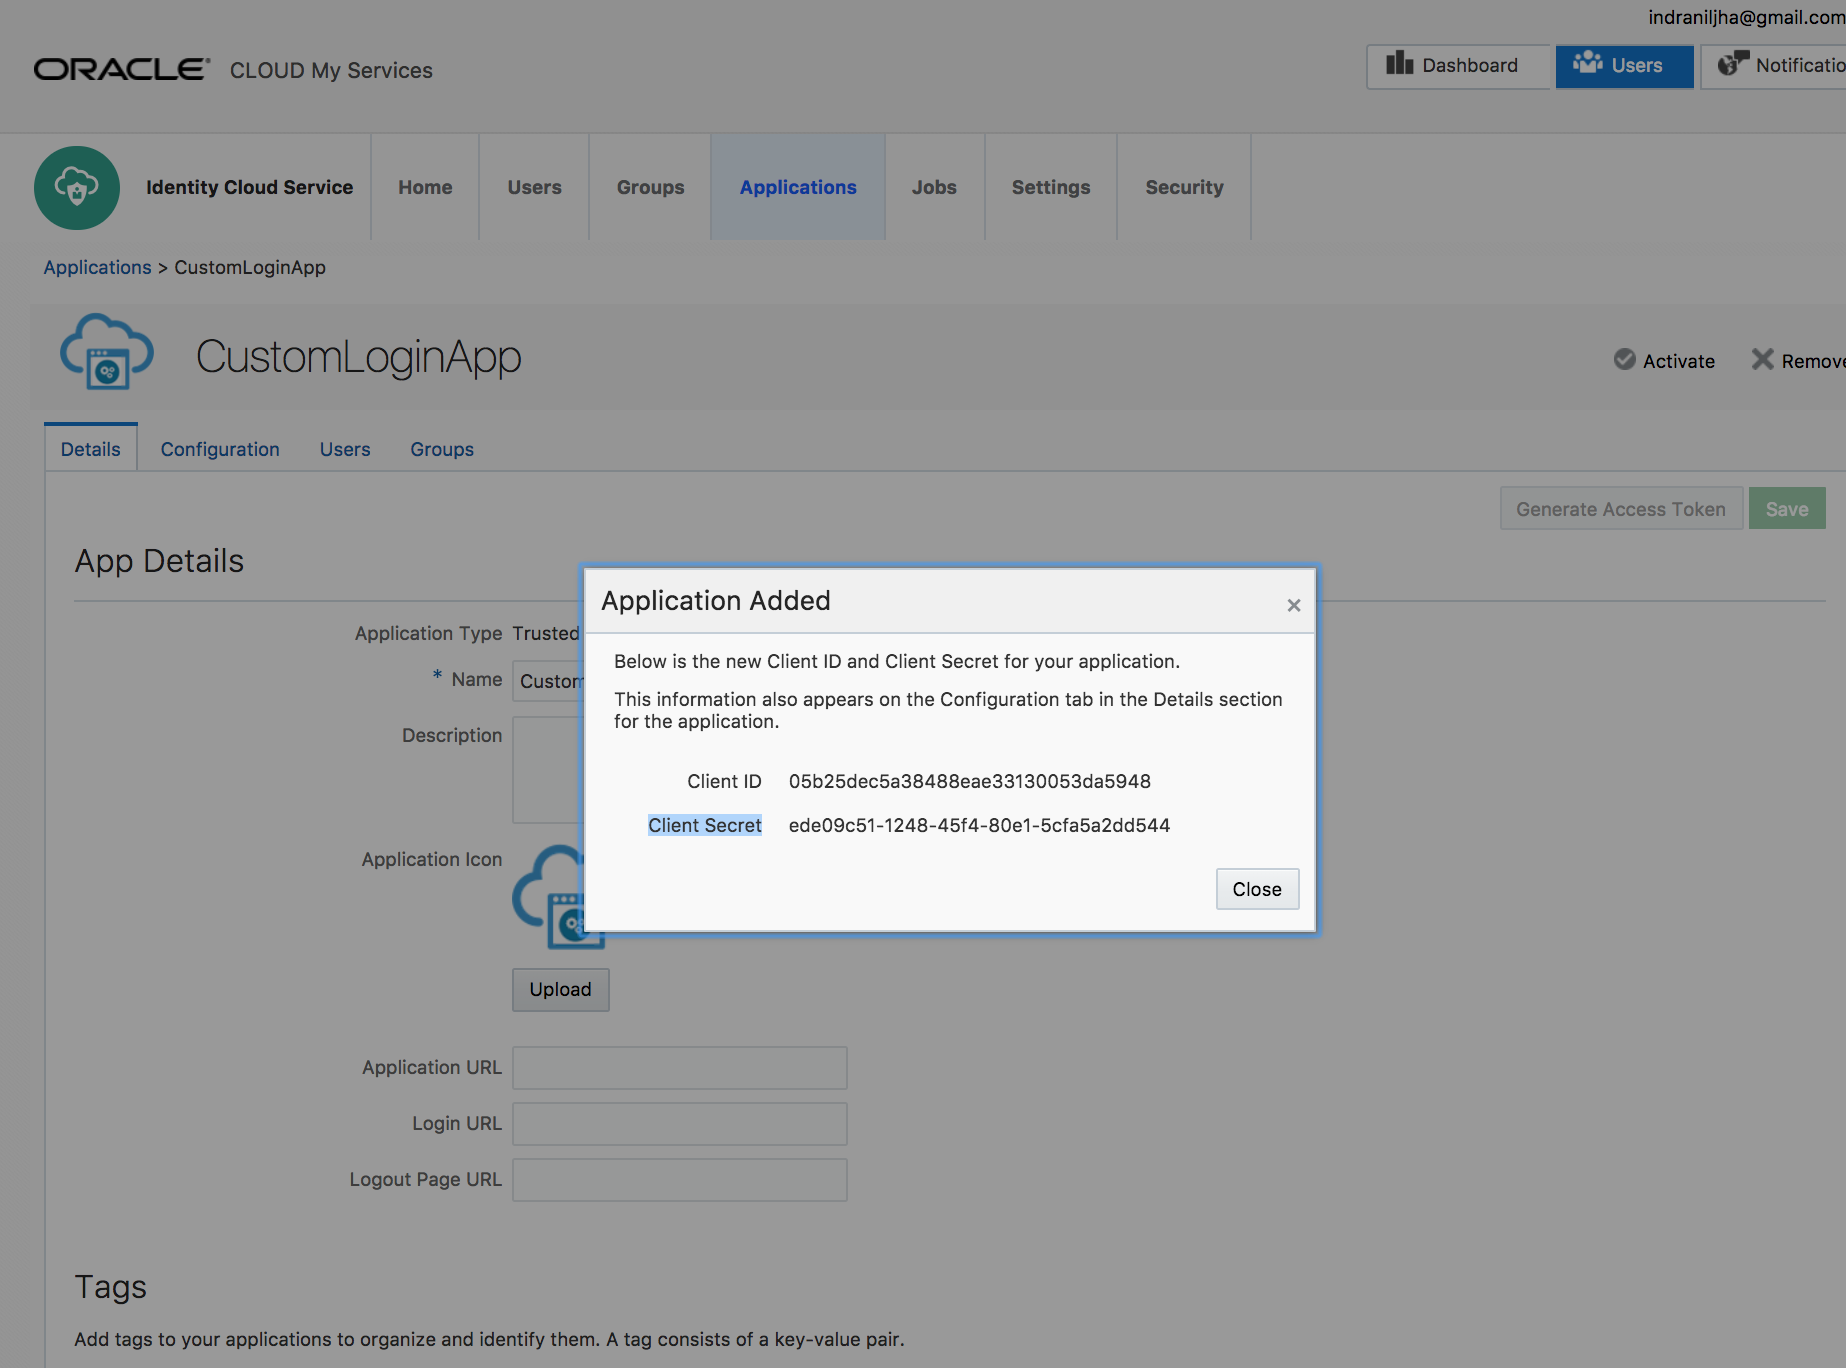 indraniljha@gmail.com
ORACLE CLOUD My Services
Dashboard
Users
Notificatio
Identity Cloud Service
Home
Users
Groups
Applications
Jobs
Settings
Security
Applications > CustomLoginApp
CustomLoginApp
Activate
Remove
Details
Configuration
Users
Groups
Generate Access Token
Save
App Details
Application Type Trusted
* Name Custom
Description
Application Icon
Upload
Application URL
Login URL
Logout Page URL
Application Added
×
Below is the new Client ID and Client Secret for your application.
This information also appears on the Configuration tab in the Details section
for the application.
Client ID 05b25dec5a38488eae33130053da5948
Client Secret ede09c51-1248-45f4-80e1-5cfa5a2dd544
Close
Tags
Add tags to your applications to organize and identify them. A tag consists of a key-value pair.